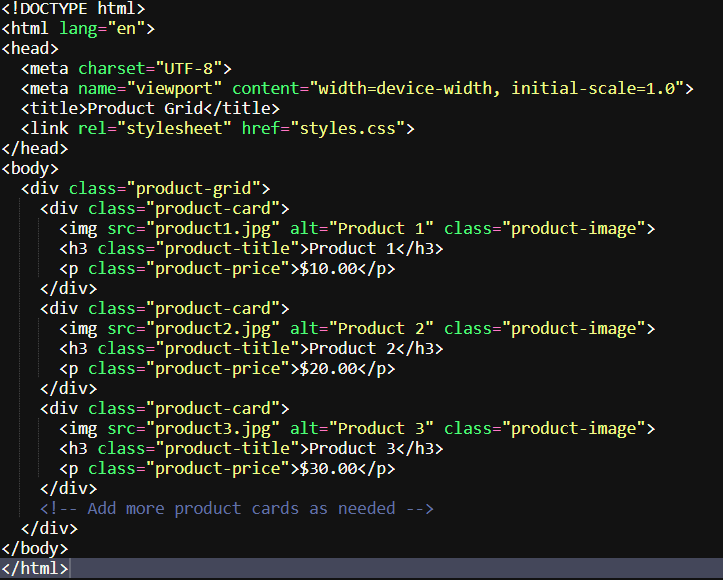 <!DOCTYPE html>
<html lang="en">
<head>
  <meta charset="UTF-8">
  <meta name="viewport" content="width=device-width, initial-scale=1.0">
  <title>Product Grid</title>
  <link rel="stylesheet" href="styles.css">
</head>
<body>
  <div class="product-grid">
    <div class="product-card">
      <img src="product1.jpg" alt="Product 1" class="product-image">
      <h3 class="product-title">Product 1</h3>
      <p class="product-price">$10.00</p>
    </div>
    <div class="product-card">
      <img src="product2.jpg" alt="Product 2" class="product-image">
      <h3 class="product-title">Product 2</h3>
      <p class="product-price">$20.00</p>
    </div>
    <div class="product-card">
      <img src="product3.jpg" alt="Product 3" class="product-image">
      <h3 class="product-title">Product 3</h3>
      <p class="product-price">$30.00</p>
    </div>
    <!-- Add more product cards as needed -->
  </div>
</body>
</html>